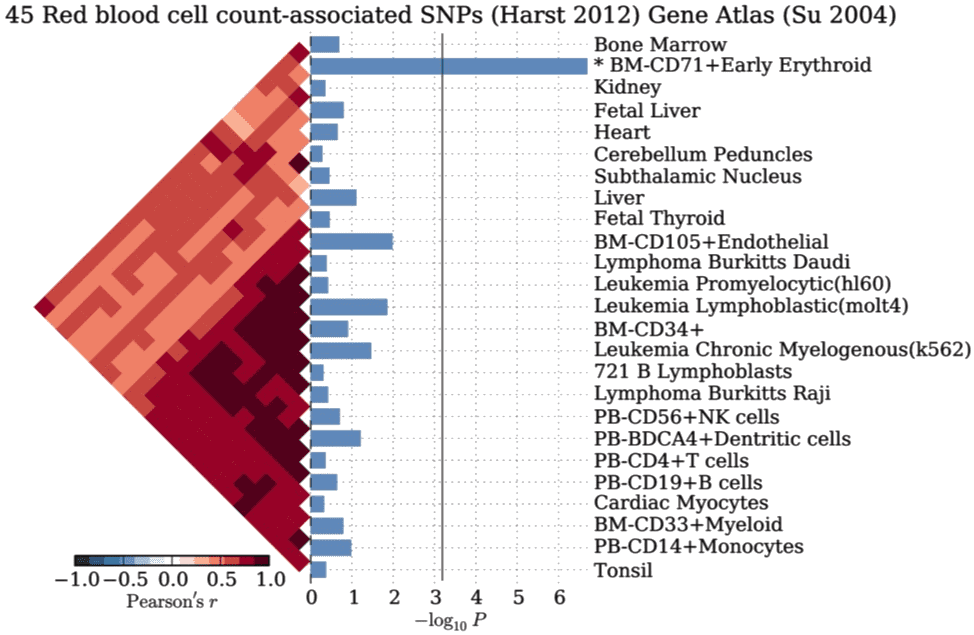 45 Red blood cell count-associated SNPs (Harst 2012) Gene Atlas (Su 2004)
Bone Marrow
* BM-CD71+Early Erythroid
Kidney
Fetal Liver
Heart
Cerebellum Peduncles
Subthalamic Nucleus
Liver
Fetal Thyroid
BM-CD105+Endothelial
Lymphoma Burkitts Daudi
Leukemia Promyelocytic(hl60)
Leukemia Lymphoblastic(molt4)
BM-CD34+
Leukemia Chronic Myelogenous(k562)
721 B Lymphoblasts
Lymphoma Burkitts Raji
PB-CD56+NK cells
PB-BDCA4+Dentritic cells
PB-CD4+T cells
PB-CD19+B cells
Cardiac Myocytes
BM-CD33+Myeloid
PB-CD14+Monocytes
Tonsil
−1.0 −0.5 0.0 0.5 1.0
Pearson's r
0 1 2 3 4 5 6
−log10 P